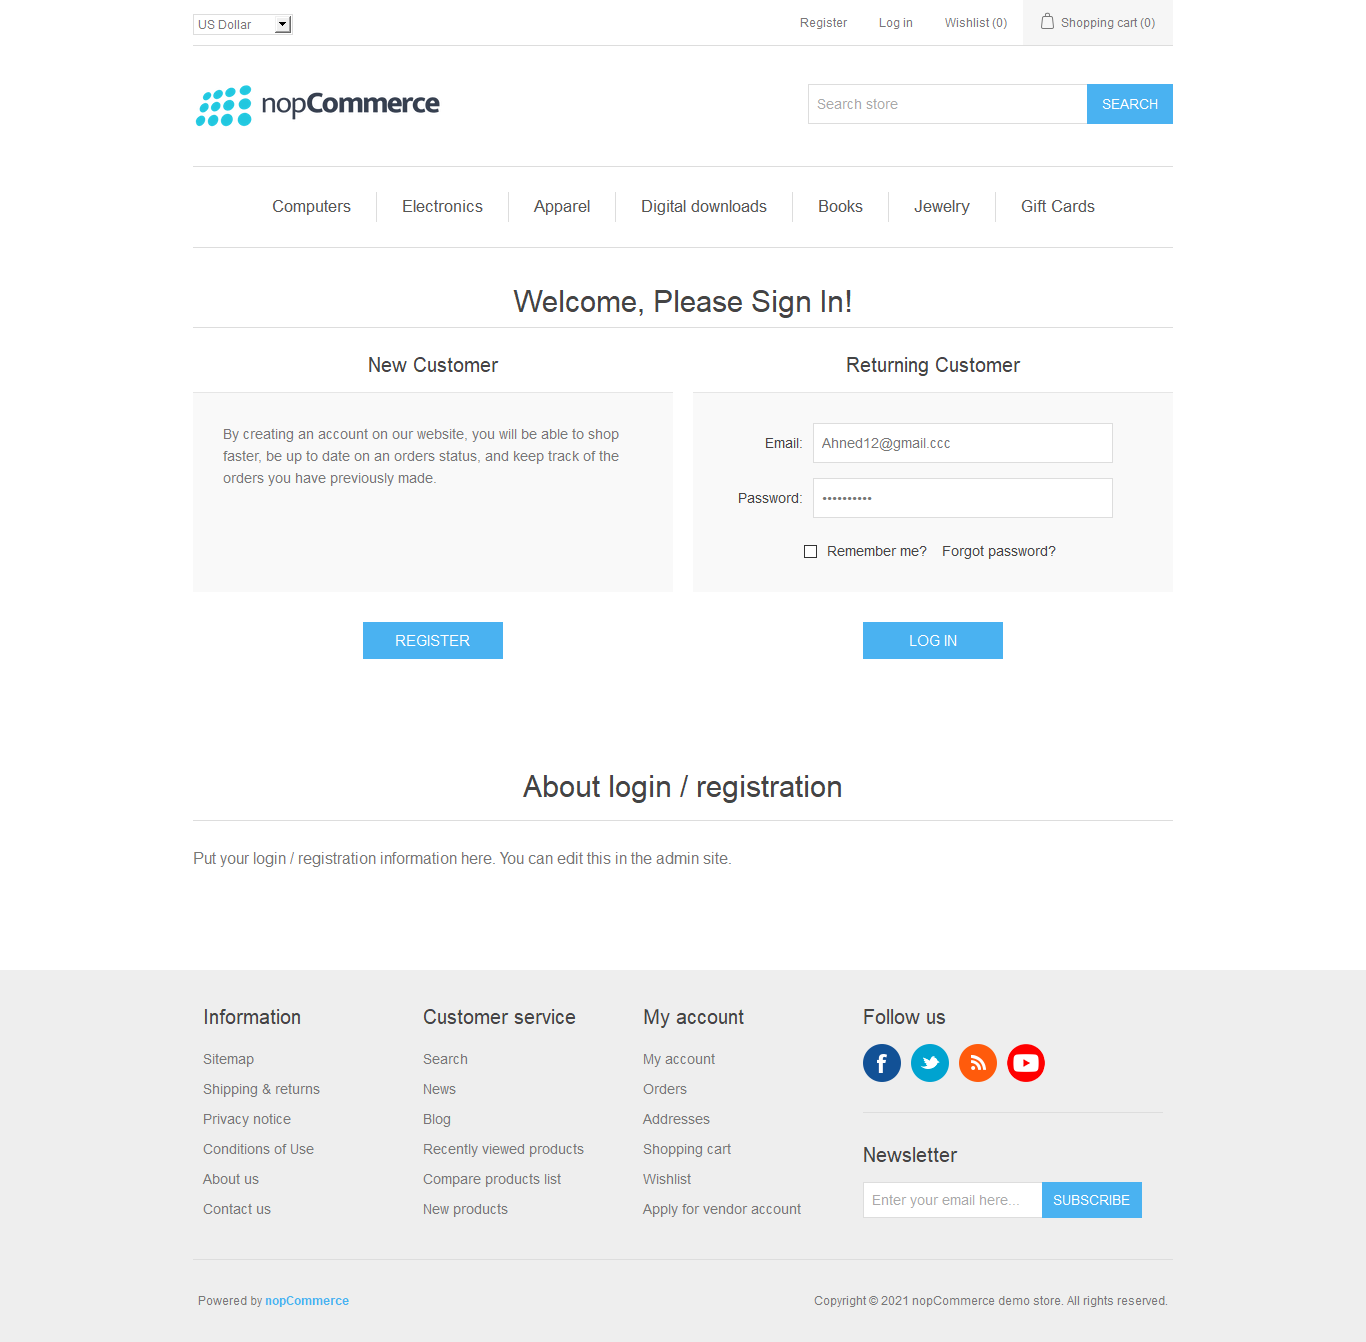 US Dollar
Register
Log in
Wishlist (0)
Shopping cart (0)
nopCommerce
Search store
SEARCH
Computers
Electronics
Apparel
Digital downloads
Books
Jewelry
Gift Cards
Welcome, Please Sign In!
New Customer
By creating an account on our website, you will be able to shop
faster, be up to date on an orders status, and keep track of the
orders you have previously made.
REGISTER
Returning Customer
Email:
Ahned12@gmail.ccc
Password:
••••••••••
Remember me?
Forgot password?
LOG IN
About login / registration
Put your login / registration information here. You can edit this in the admin site.
Information
Sitemap
Shipping & returns
Privacy notice
Conditions of Use
About us
Contact us
Customer service
Search
News
Blog
Recently viewed products
Compare products list
New products
My account
My account
Orders
Addresses
Shopping cart
Wishlist
Apply for vendor account
Follow us
Newsletter
Enter your email here...
SUBSCRIBE
Powered by nopCommerce
Copyright © 2021 nopCommerce demo store. All rights reserved.